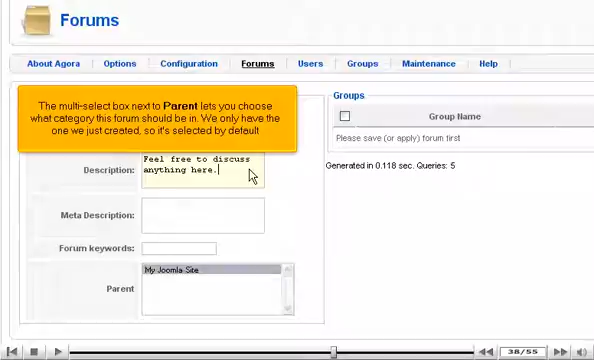 Forums
About Agora Options Configuration Forums Users Groups Maintenance Help
The multi-select box next to Parent lets you choose
what category this forum should be in. We only have the
one we just created, so it's selected by default
Groups
Group Name
Please save (or apply) forum first
Generated in 0.118 sec. Queries: 5
Description:
Feel free to discuss
anything here.
Meta Description:
Forum keywords:
Parent
My Joomla Site
38/55